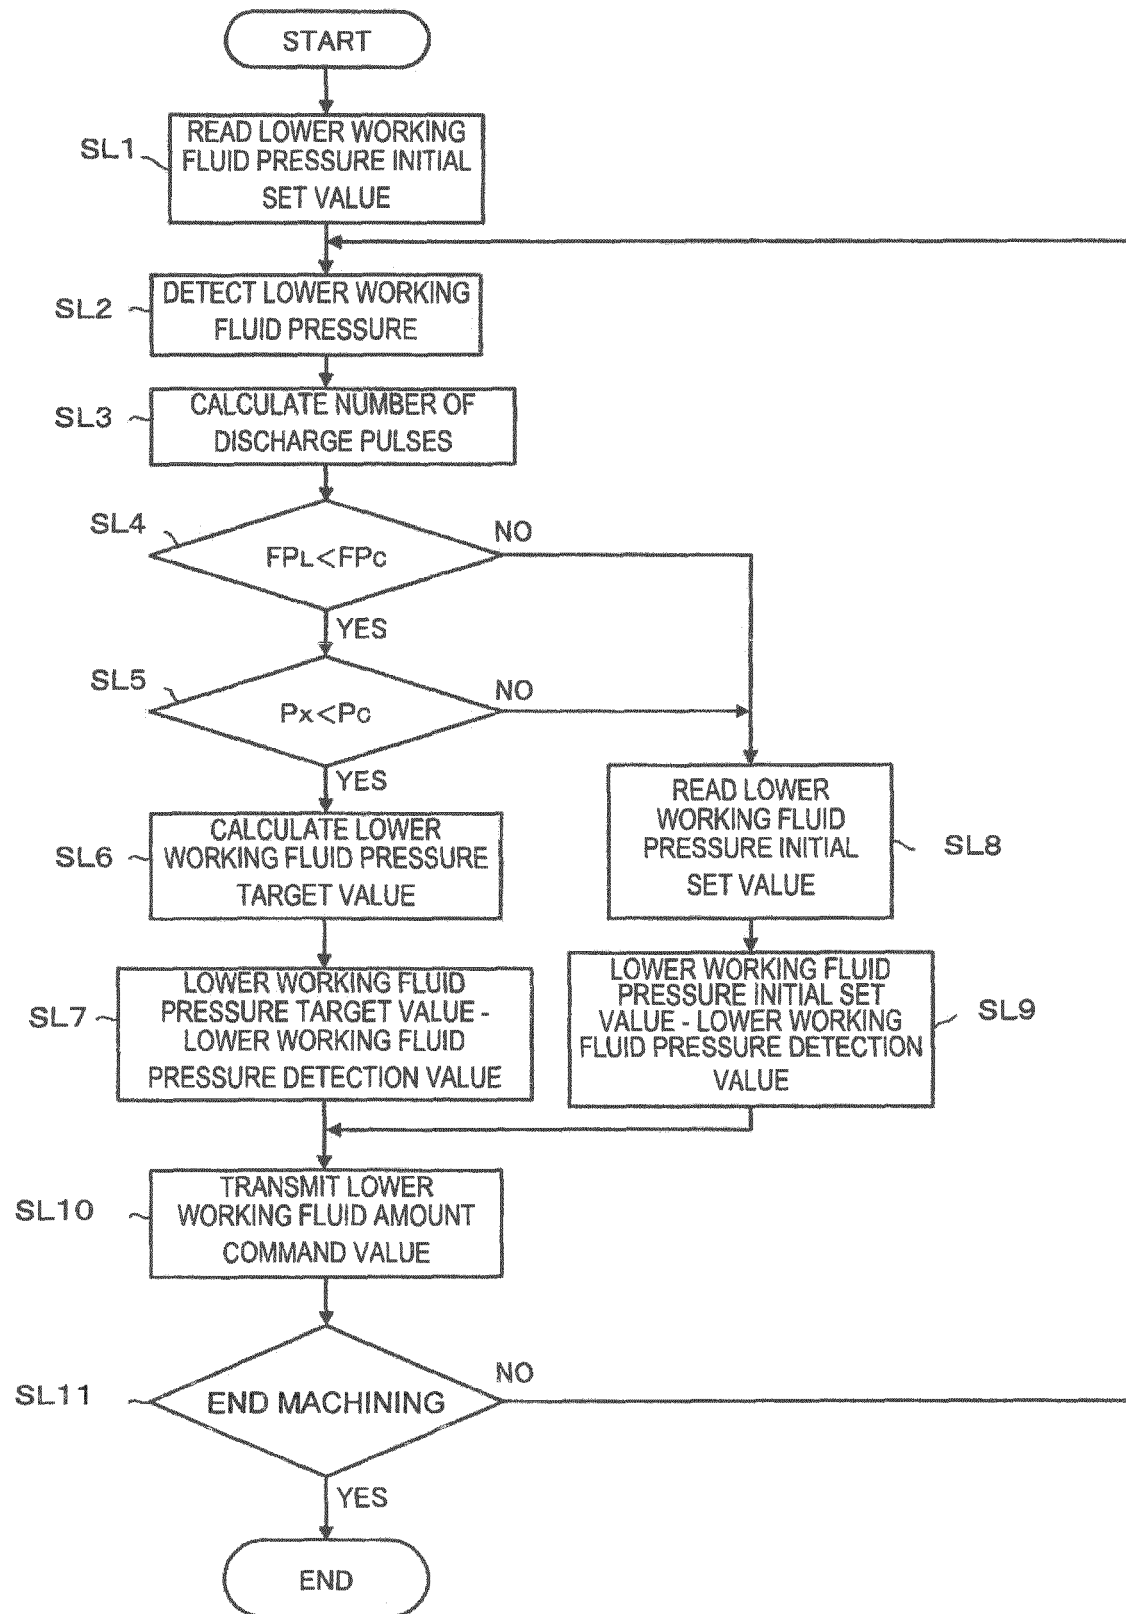 START
SL1
READ LOWER WORKING
FLUID PRESSURE INITIAL
SET VALUE
SL2
DETECT LOWER WORKING
FLUID PRESSURE
SL3
CALCULATE NUMBER OF
DISCHARGE PULSES
SL4
FPL<FPC
NO
YES
SL5
PX<PC
NO
YES
SL6
CALCULATE LOWER
WORKING FLUID PRESSURE
TARGET VALUE
READ LOWER
WORKING FLUID
PRESSURE INITIAL
SET VALUE
SL8
SL7
LOWER WORKING FLUID
PRESSURE TARGET VALUE -
LOWER WORKING FLUID
PRESSURE DETECTION VALUE
LOWER WORKING FLUID
PRESSURE INITIAL SET
VALUE - LOWER WORKING
FLUID PRESSURE DETECTION
VALUE
SL9
SL10
TRANSMIT LOWER
WORKING FLUID AMOUNT
COMMAND VALUE
SL11
END MACHINING
NO
YES
END